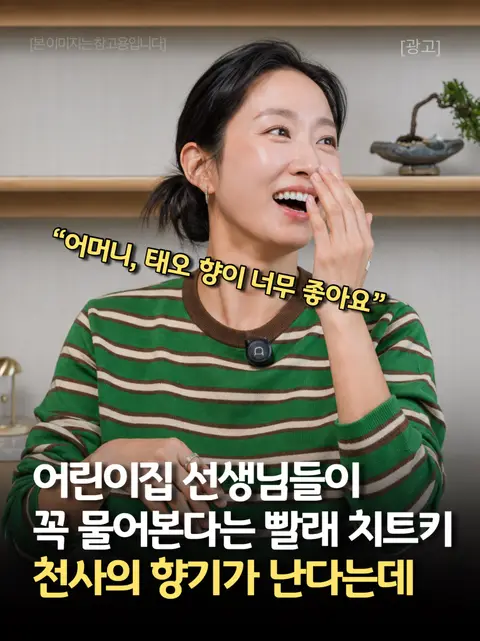 [본 이미지는 참고용입니다]
[광고]
“어머니, 태오 향이 너무 좋아요”
어린이집 선생님들이
꼭 물어본다는 빨래 치트키
천사의 향기가 난다는데